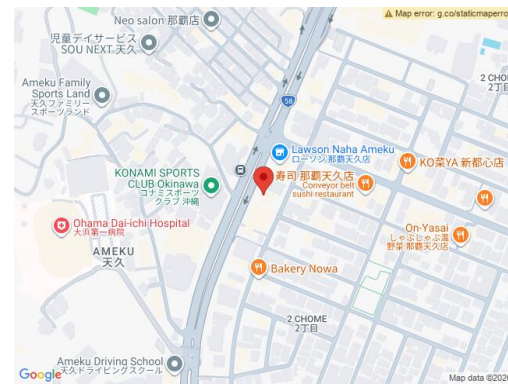 Map error: g.co/staticmaperro
Neo salon 那覇店
児童デイサービス
SOU NEXT 天久
Ameku Family
Sports Land
天久ファミリー
スポーツランド
58
2 CHOME
2丁目
Lawson Naha Ameku
ローソン 那覇天久店
KO菜YA 新都心店
寿司 那覇天久店
Conveyor belt
sushi restaurant
KONAMI SPORTS
CLUB Okinawa
コナミスポーツ
クラブ 沖縄
Ohama Dai-ichi Hospital
大浜第一病院
AMEKU
天久
On-Yasai
しゃぶしゃぶ温
野菜 那覇天久店
Bakery Nowa
2 CHOME
2丁目
Ameku Driving School
天久ドライビングスクール
Google
Map data ©2026